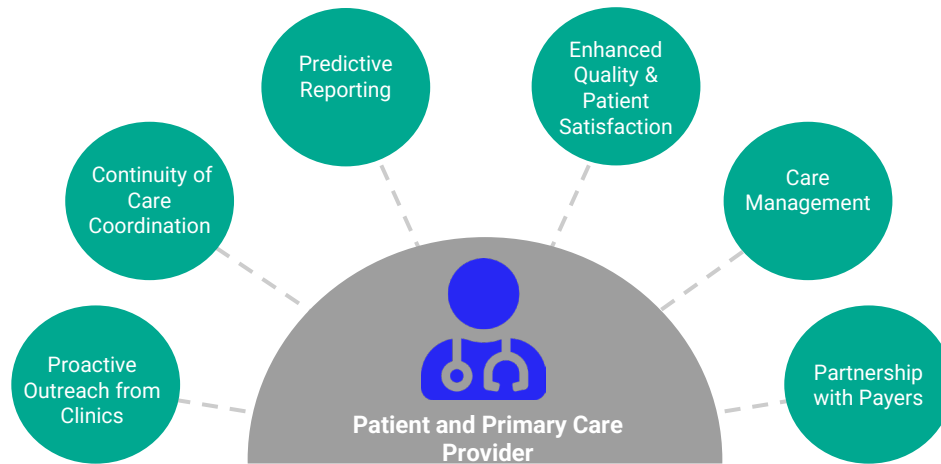 Proactive
Outreach from
Clinics
Continuity of
Care
Coordination
Predictive
Reporting
Enhanced
Quality &
Patient
Satisfaction
Care
Management
Partnership
with Payers
Patient and Primary Care
Provider